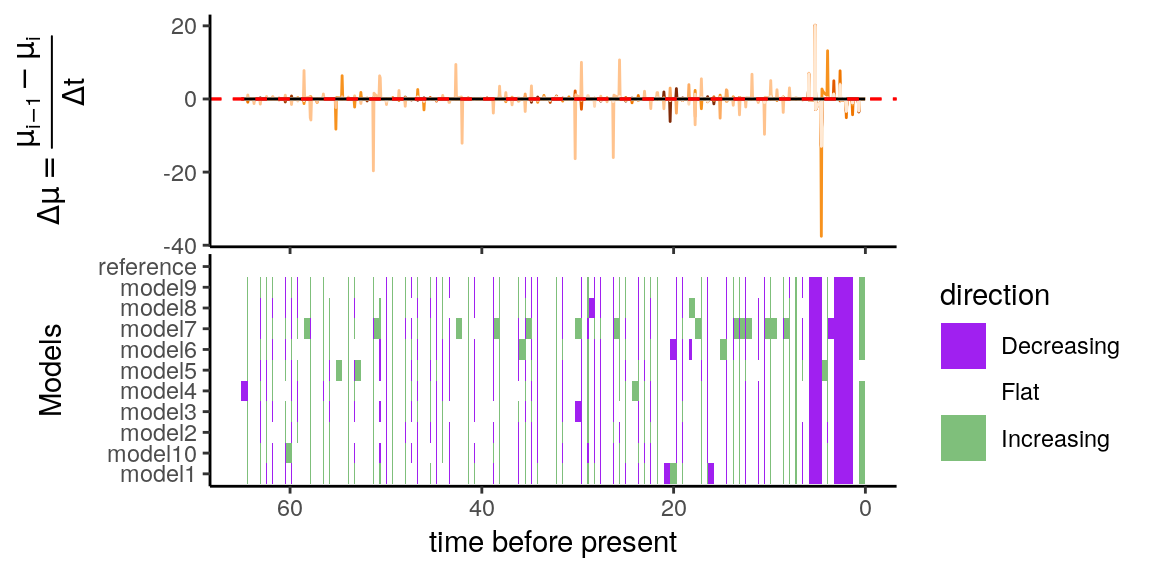 Δμ = (μi−1 − μi) / Δt
20
0
-20
-40
Models
reference
model9
model8
model7
model6
model5
model4
model3
model2
model10
model1
60 40 20 0
time before present
direction
Decreasing
Flat
Increasing